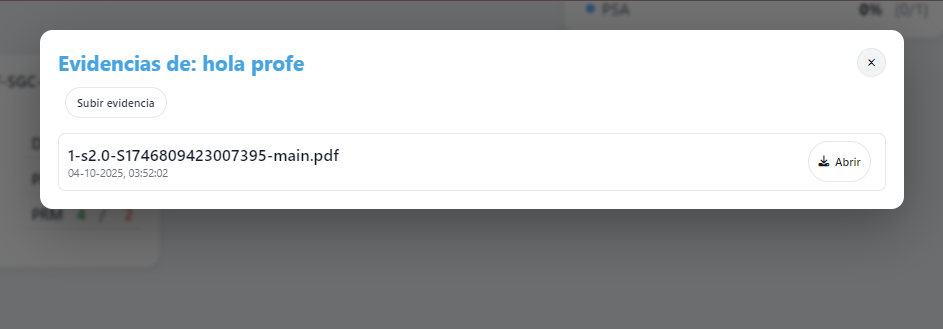 PSA 0% (0/1)
Evidencias de: hola profe
×
Subir evidencia
1-s2.0-S1746809423007395-main.pdf
04-10-2025, 03:52:02
Abrir
PRM 4 / 2